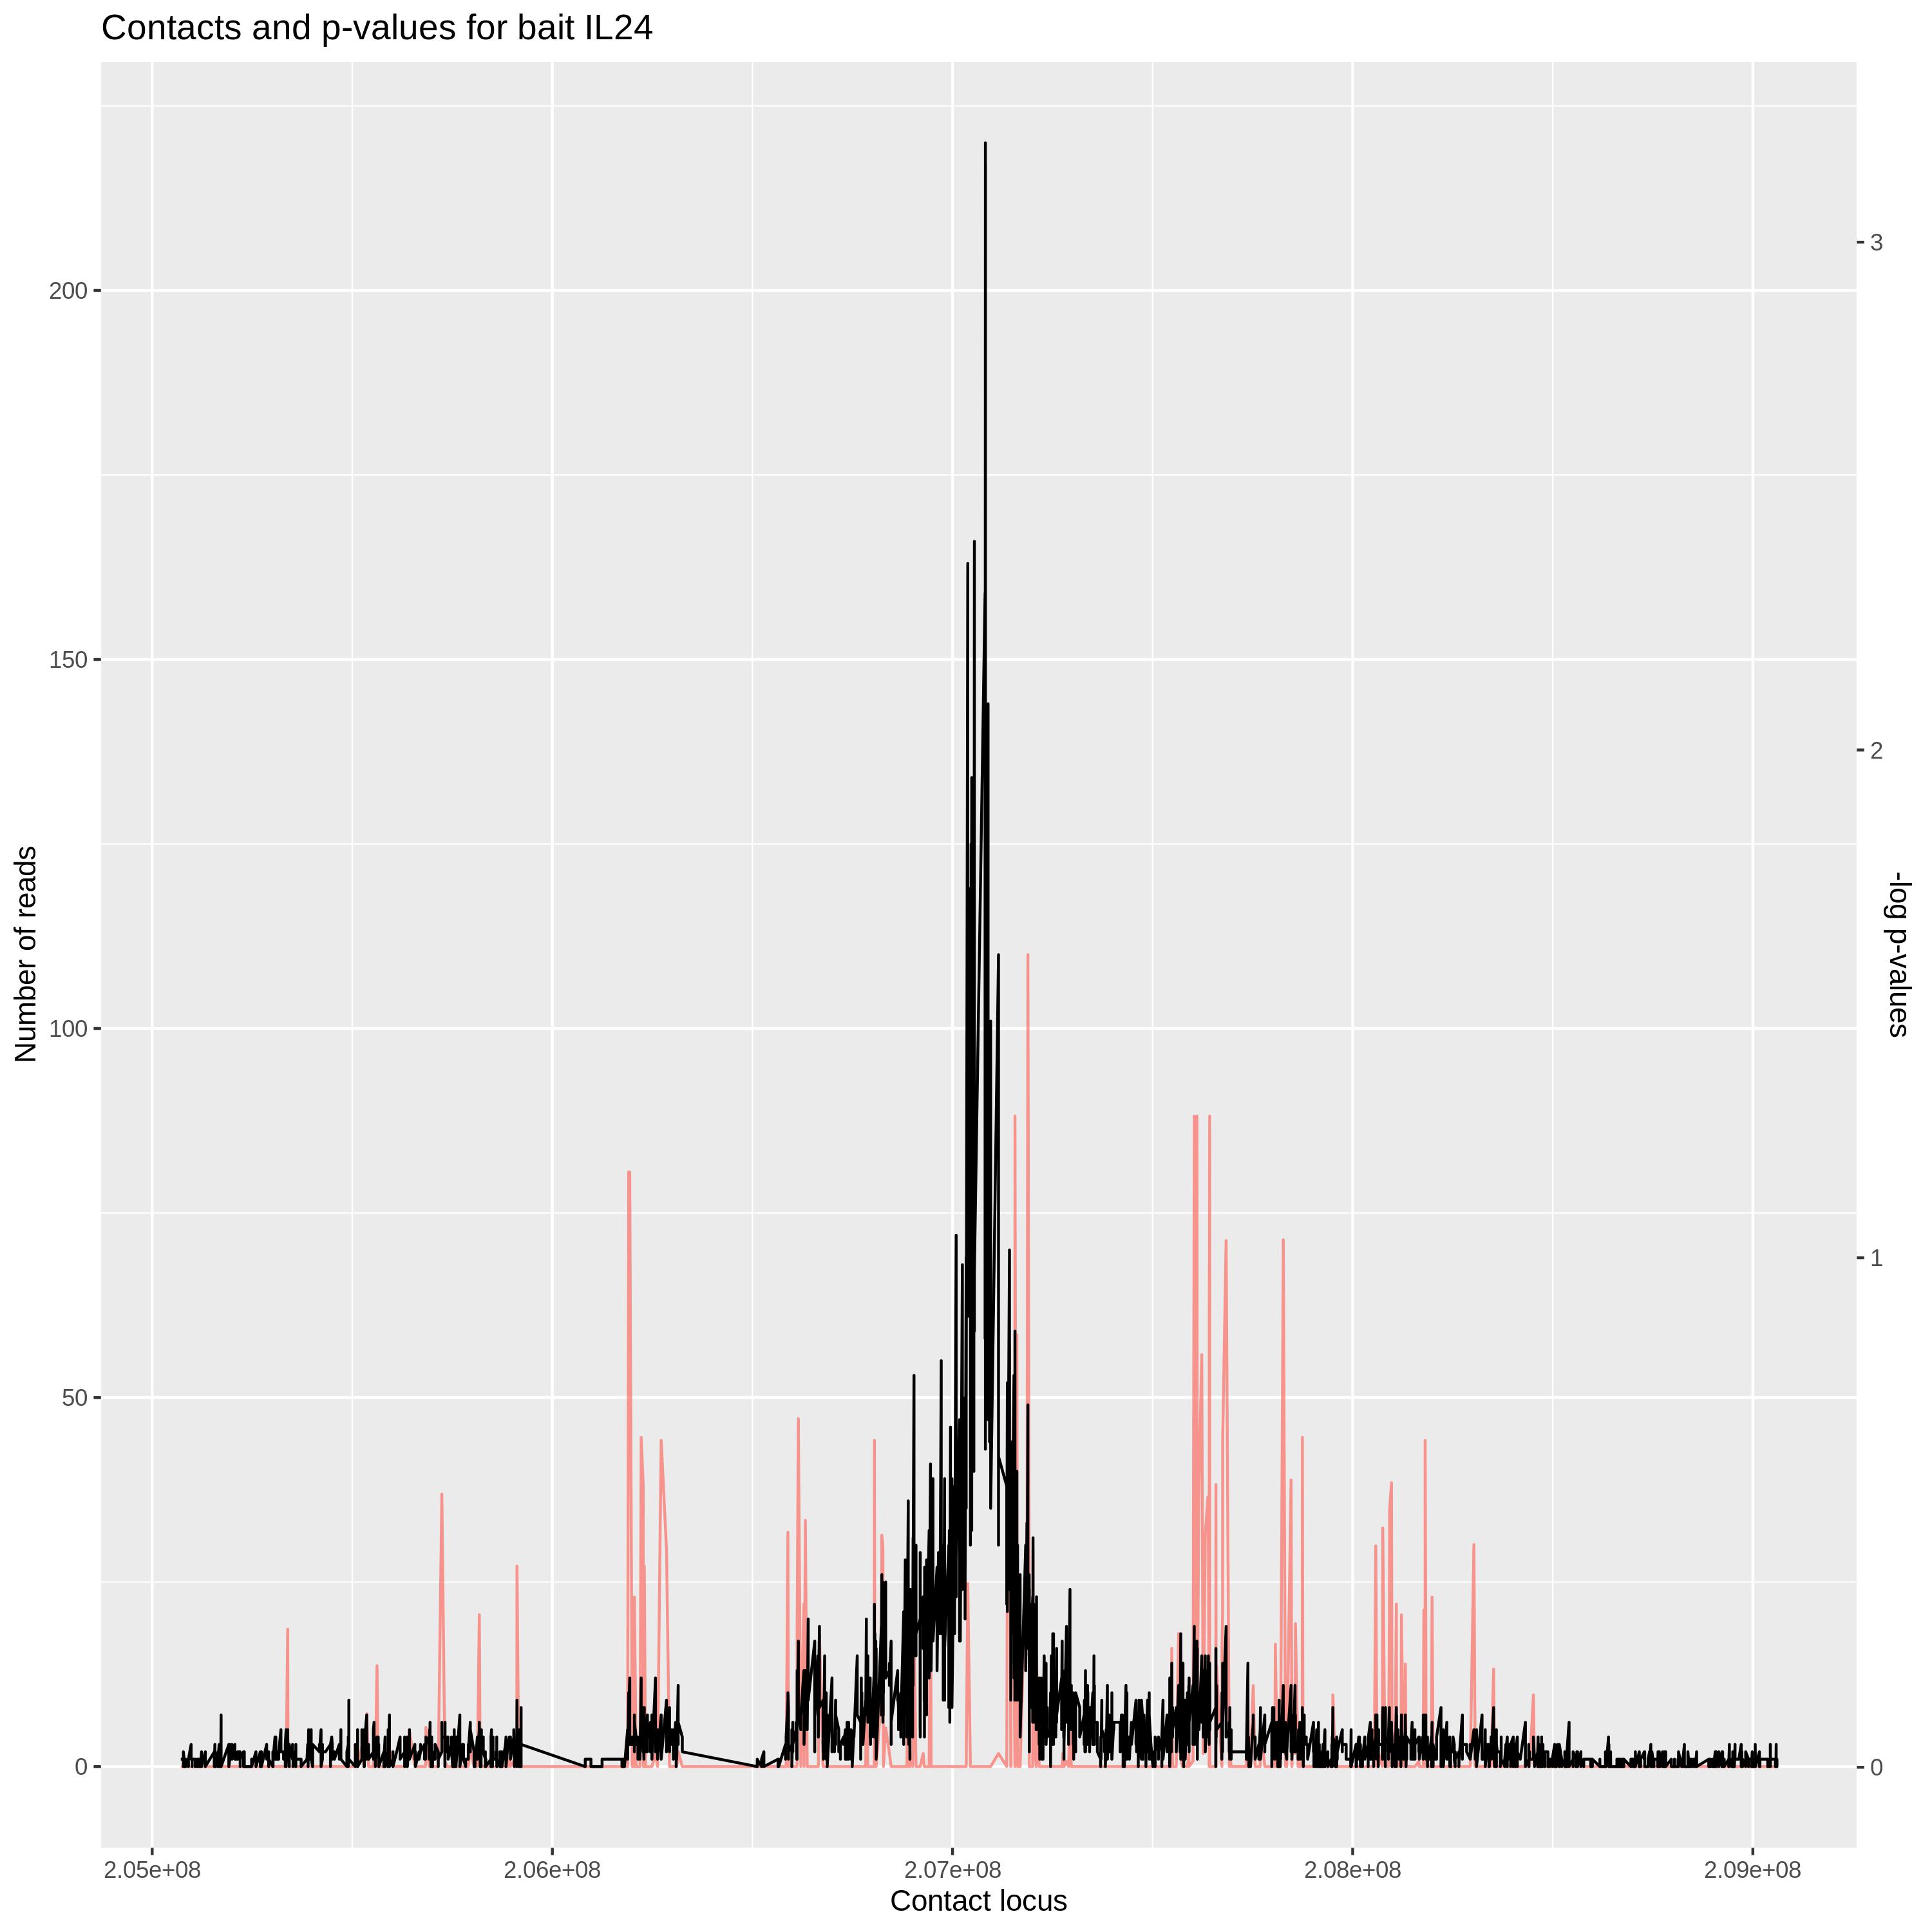 Contacts and p-values for bait IL24
Number of reads
200
150
100
50
0
3
2
1
0
-log p-values
2.05e+08 2.06e+08 2.07e+08 2.08e+08 2.09e+08
Contact locus